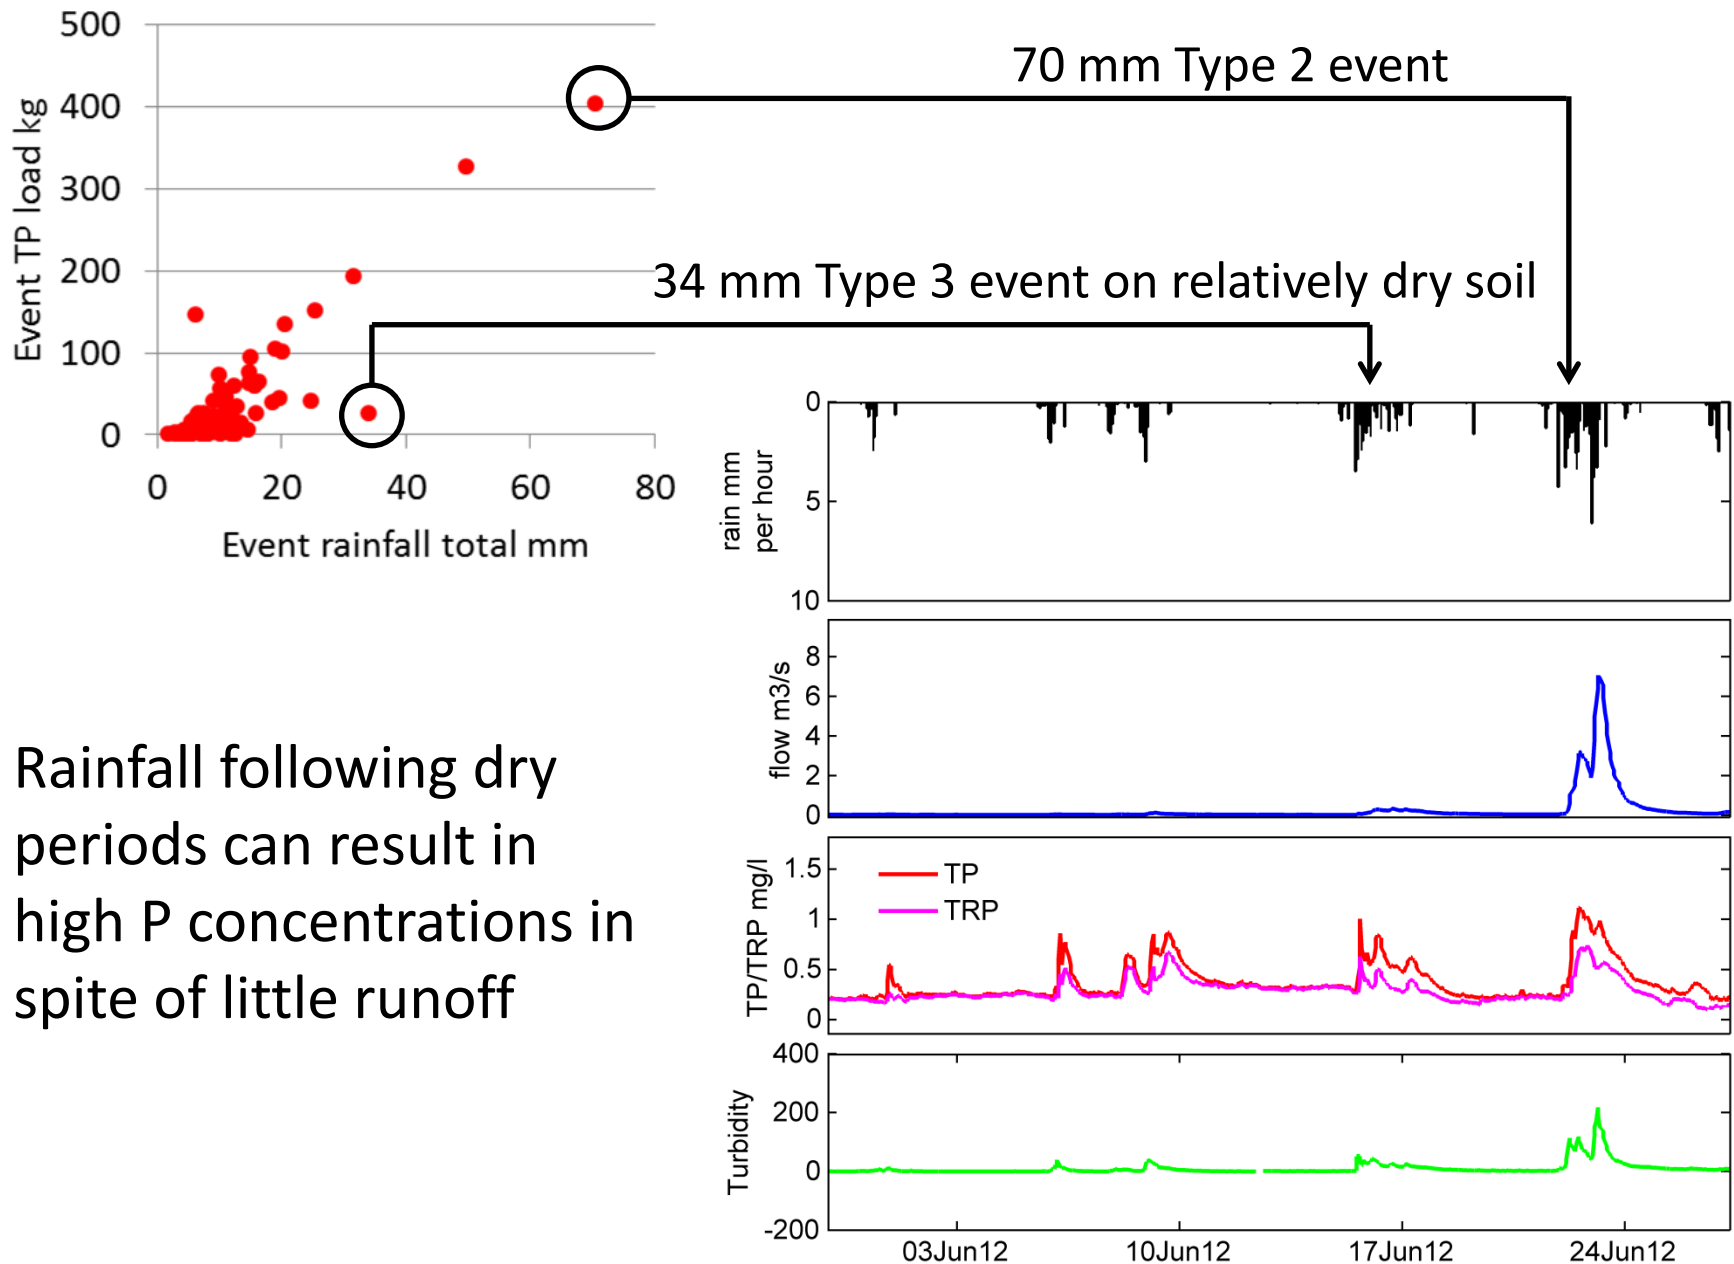 500
400
300
200
100
0
Event TP load kg
0 20 40 60 80
Event rainfall total mm
70 mm Type 2 event
34 mm Type 3 event on relatively dry soil
Rainfall following dry
periods can result in
high P concentrations in
spite of little runoff
0
5
10
rain mm
per hour
8
6
4
2
0
flow m3/s
1.5
1
0.5
0
TP/TRP mg/l
TP
TRP
400
200
0
-200
Turbidity
03Jun12 10Jun12 17Jun12 24Jun12